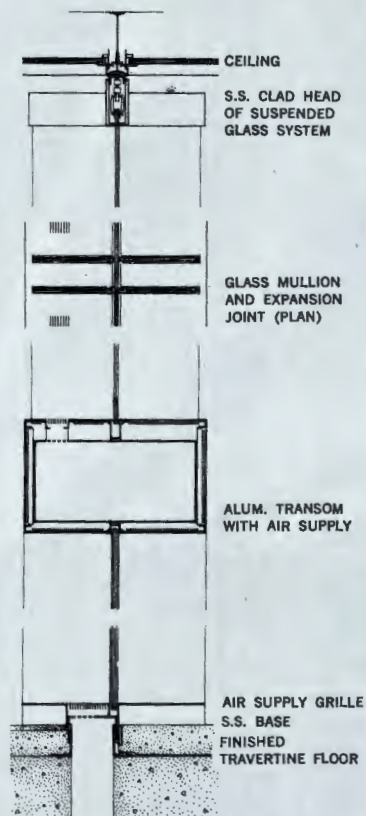 CEILING
S.S. CLAD HEAD
OF SUSPENDED
GLASS SYSTEM
GLASS MULLION
AND EXPANSION
JOINT (PLAN)
ALUM. TRANSOM
WITH AIR SUPPLY
AIR SUPPLY GRILLE
S.S. BASE
FINISHED
TRAVERTINE FLOOR